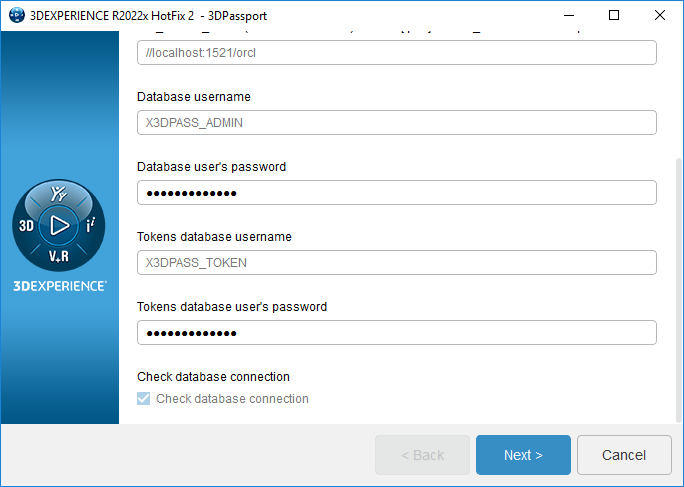 3DEXPERIENCE R2022x HotFix 2 - 3DPassport
//localhost:1521/orcl
Database username
X3DPASS_ADMIN
Database user's password
●●●●●●●●●●●●●
Tokens database username
X3DPASS_TOKEN
Tokens database user's password
●●●●●●●●●●●●●
Check database connection
Check database connection
3D
i²
V+R
3DEXPERIENCE
< Back
Next >
Cancel